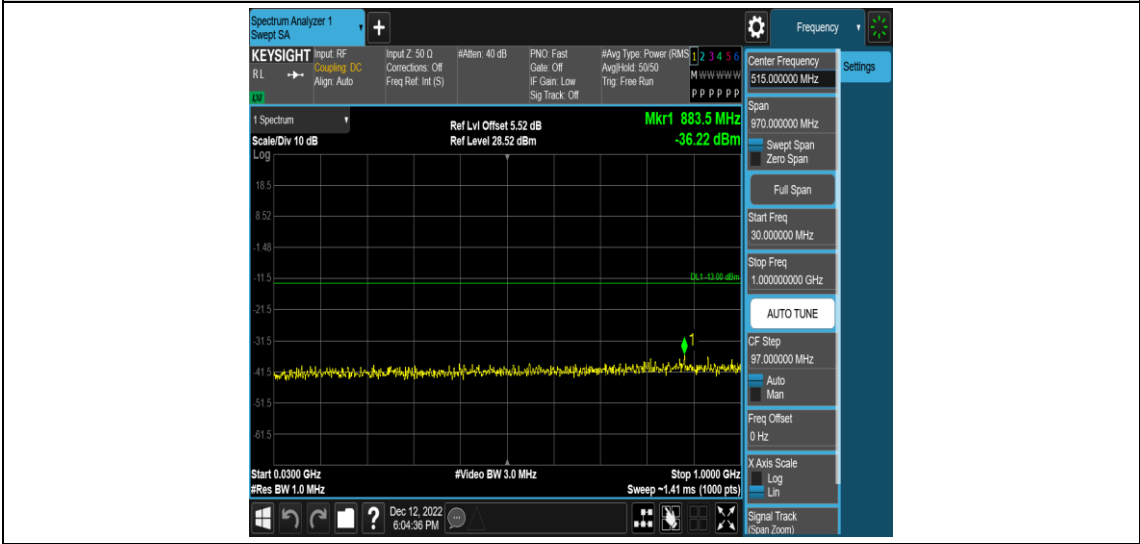 Spectrum Analyzer 1
Swept SA
+
Frequency
KEYSIGHT
RL
Input: RF
Coupling: DC
Align: Auto
Input Z: 50 Ω
Corrections: Off
Freq Ref: Int (S)
#Atten: 40 dB
PNO: Fast
Gate: Off
IF Gain: Low
Sig Track: Off
#Avg Type: Power (RMS
Avg|Hold: 50/50
Trig: Free Run
1 2 3 4 5 6
M W W W W W
P P P P P P
1 Spectrum
Scale/Div 10 dB
Log
Ref Lvl Offset 5.52 dB
Ref Level 28.52 dBm
Mkr1 883.5 MHz
-36.22 dBm
18.5
8.52
-1.48
-11.5
DL1 -13.00 dBm
-21.5
-31.5
1
-41.5
-51.5
-61.5
Start 0.0300 GHz
#Video BW 3.0 MHz
Stop 1.0000 GHz
#Res BW 1.0 MHz
Sweep ~1.41 ms (1000 pts)
?
Dec 12, 2022
6:04:36 PM
Center Frequency
515.000000 MHz
Settings
Span
970.000000 MHz
Swept Span
Zero Span
Full Span
Start Freq
30.000000 MHz
Stop Freq
1.000000000 GHz
AUTO TUNE
CF Step
97.000000 MHz
Auto
Man
Freq Offset
0 Hz
X Axis Scale
Log
Lin
Signal Track
(Span Zoom)